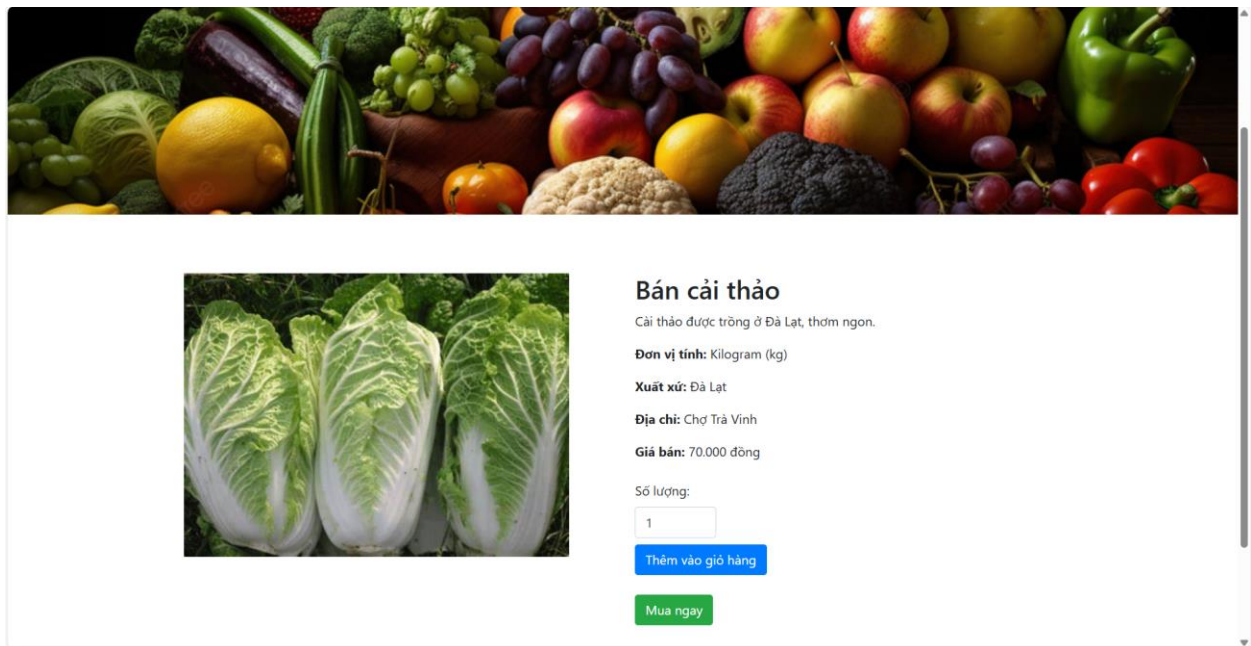 Bán cải thảo
Cải thảo được trồng ở Đà Lạt, thơm ngon.
Đơn vị tính: Kilogram (kg)
Xuất xứ: Đà Lạt
Địa chỉ: Chợ Trà Vinh
Giá bán: 70.000 đồng
Số lượng:
1
Thêm vào giỏ hàng
Mua ngay